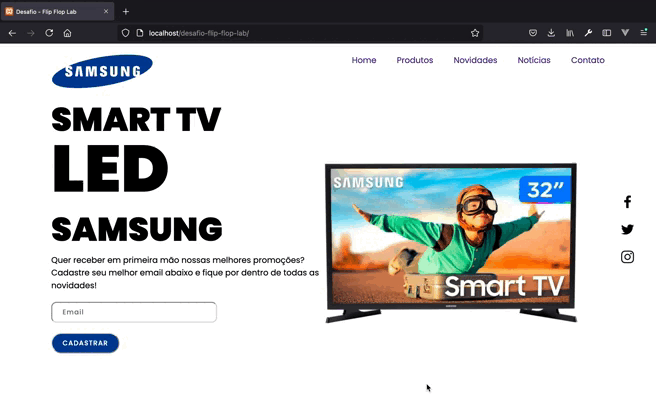 Desafio - Flip Flop Lab
localhost/desafio-flip-flop-lab/
SAMSUNG
Home Produtos Novidades Notícias Contato
SMART TV
LED
SAMSUNG
Quer receber em primeira mão nossas melhores promoções?
Cadastre seu melhor email abaixo e fique por dentro de todas as
novidades!
Email
CADASTRAR
SAMSUNG
32”
Smart TV